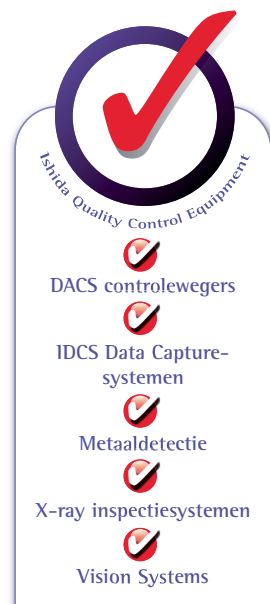 Ishida Quality Control Equipment
DACS controlewegers
IDCS Data Capture-
systemen
Metaaldetectie
X-ray inspectiesystemen
Vision Systems